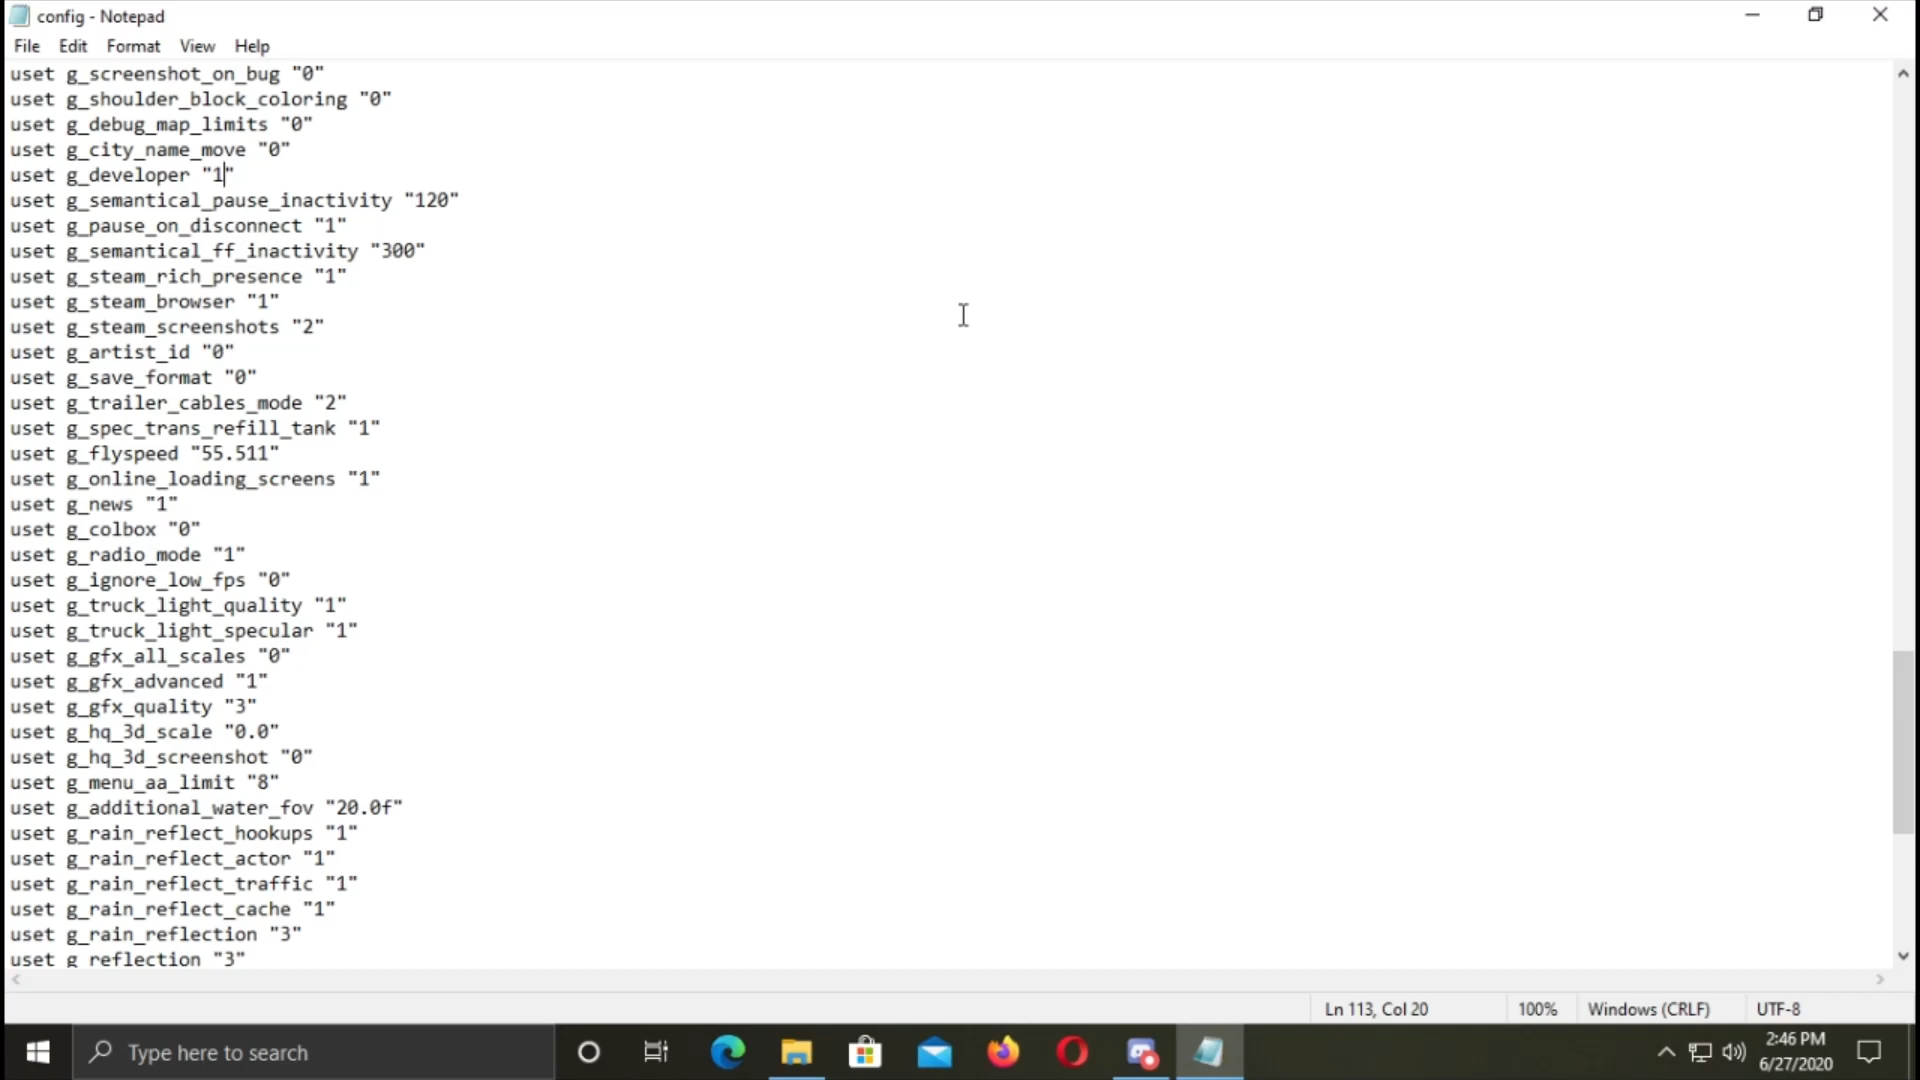 config - Notepad
File Edit Format View Help
uset g_screenshot_on_bug "0"
uset g_shoulder_block_coloring "0"
uset g_debug_map_limits "0"
uset g_city_name_move "0"
uset g_developer "1"
uset g_semantical_pause_inactivity "120"
uset g_pause_on_disconnect "1"
uset g_semantical_ff_inactivity "300"
uset g_steam_rich_presence "1"
uset g_steam_browser "1"
uset g_steam_screenshots "2"
uset g_artist_id "0"
uset g_save_format "0"
uset g_trailer_cables_mode "2"
uset g_spec_trans_refill_tank "1"
uset g_flyspeed "55.511"
uset g_online_loading_screens "1"
uset g_news "1"
uset g_colbox "0"
uset g_radio_mode "1"
uset g_ignore_low_fps "0"
uset g_truck_light_quality "1"
uset g_truck_light_specular "1"
uset g_gfx_all_scales "0"
uset g_gfx_advanced "1"
uset g_gfx_quality "3"
uset g_hq_3d_scale "0.0"
uset g_hq_3d_screenshot "0"
uset g_menu_aa_limit "8"
uset g_additional_water_fov "20.0f"
uset g_rain_reflect_hookups "1"
uset g_rain_reflect_actor "1"
uset g_rain_reflect_traffic "1"
uset g_rain_reflect_cache "1"
uset g_rain_reflection "3"
uset g_reflection "3"
Ln 113, Col 20 100% Windows (CRLF) UTF-8
Type here to search
2:46 PM
6/27/2020